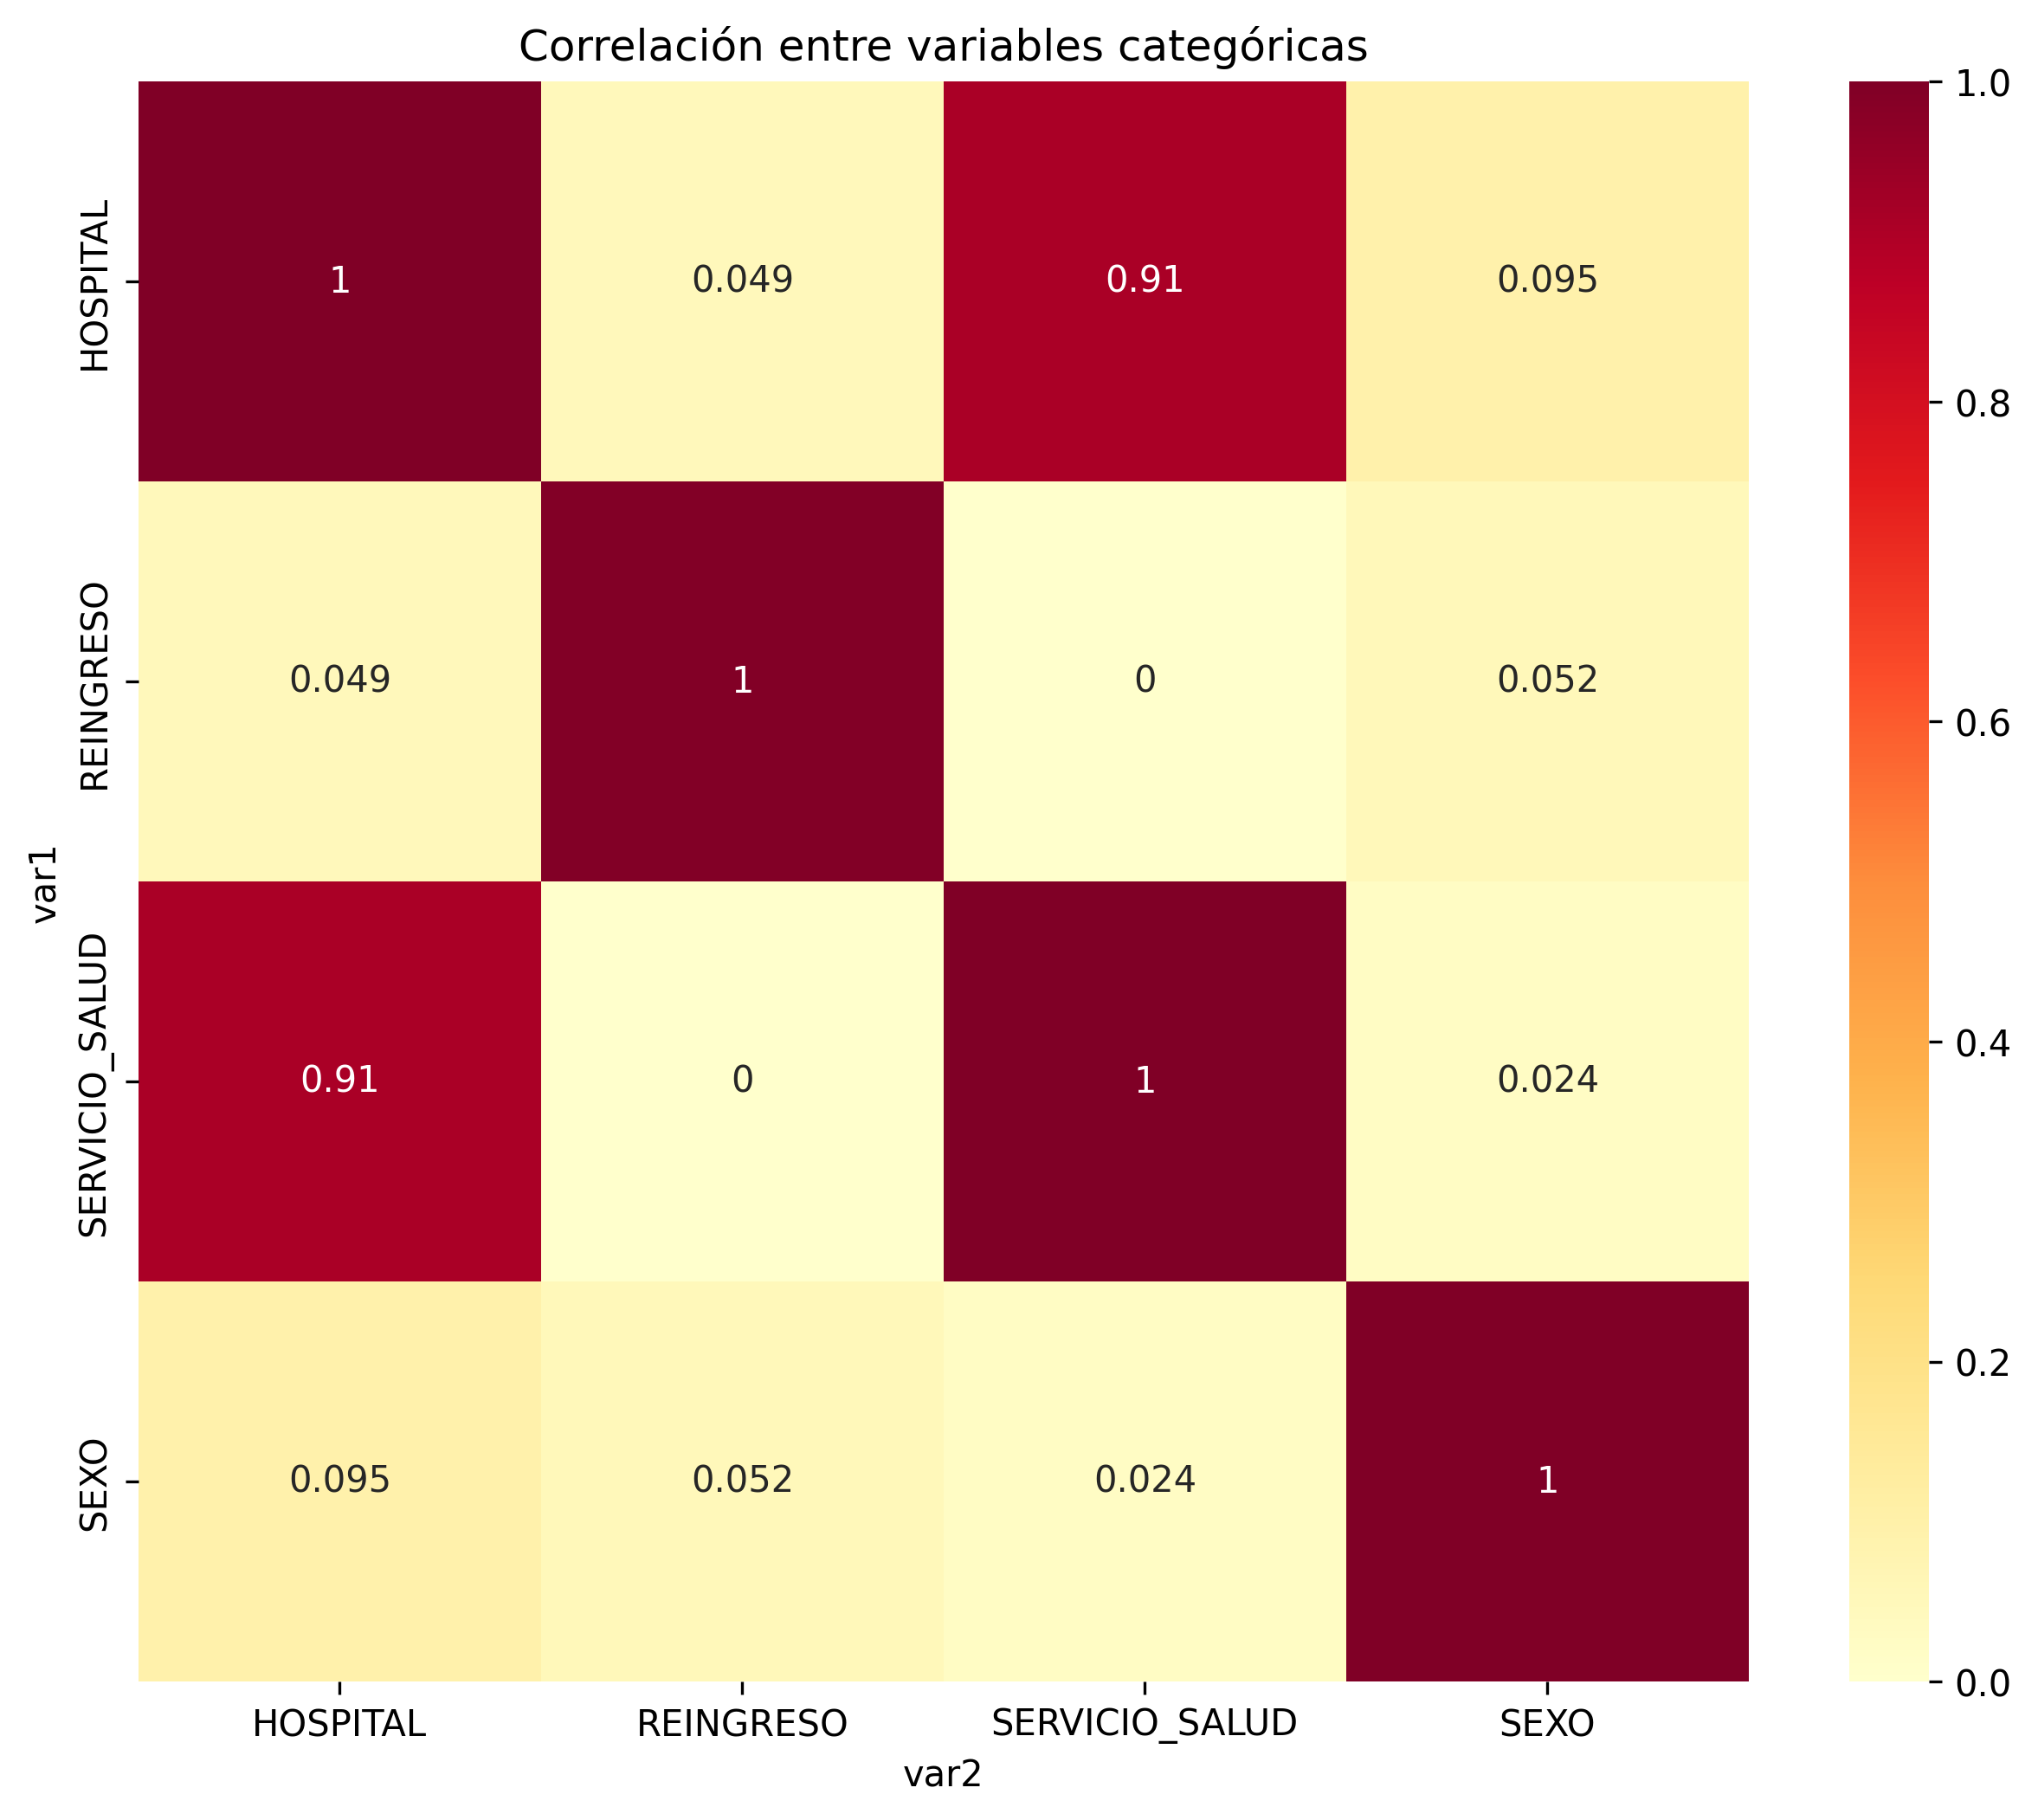 Correlación entre variables categóricas
HOSPITAL
1
0.049
0.91
0.095
REINGRESO
0.049
1
0
0.052
SERVICIO_SALUD
0.91
0
1
0.024
SEXO
0.095
0.052
0.024
1
var1
HOSPITAL
REINGRESO
SERVICIO_SALUD
SEXO
var2
1.0
0.8
0.6
0.4
0.2
0.0